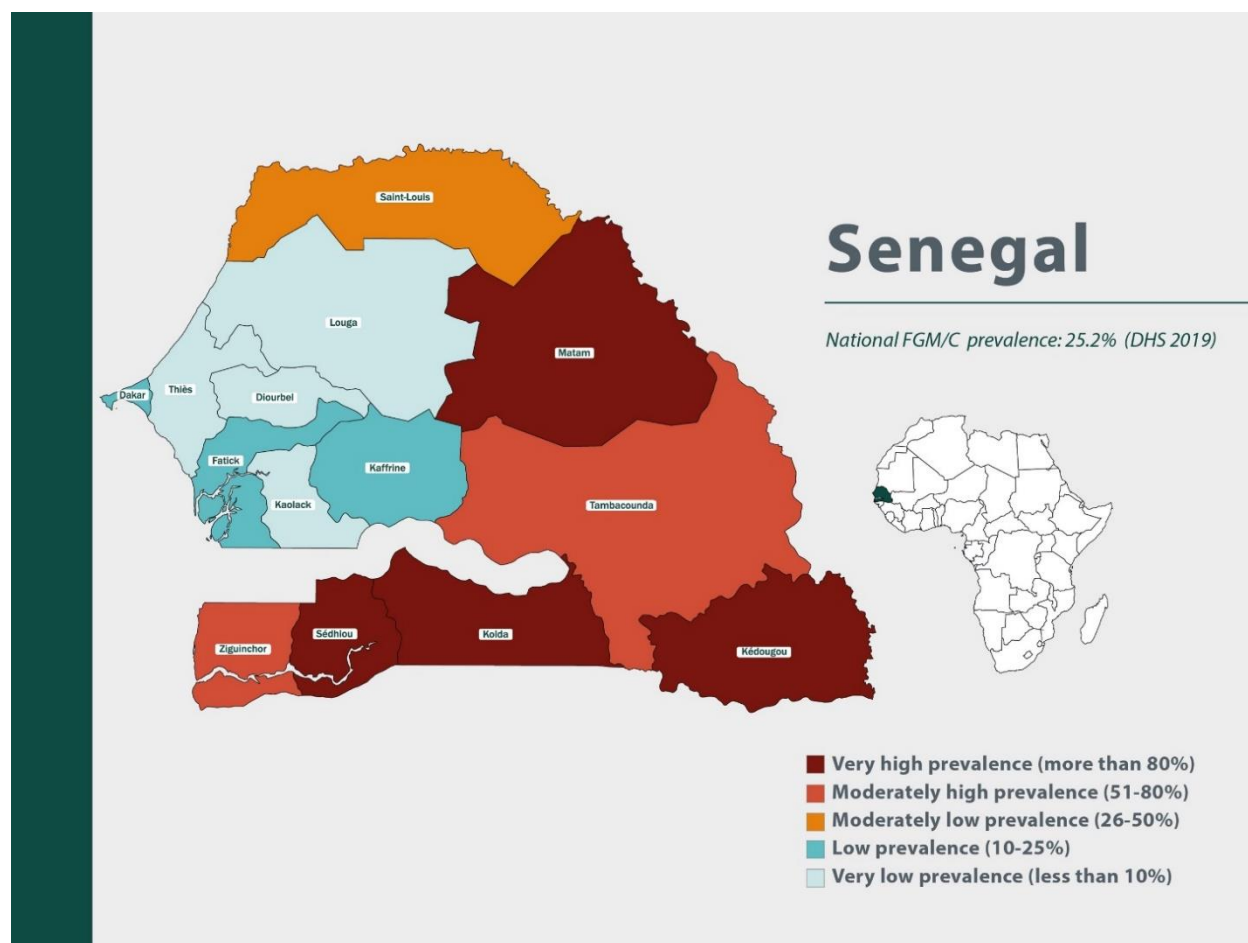 Saint-Louis
Louga
Matam
Dakar
Thiès
Diourbel
Fatick
Kaffrine
Kaolack
Tambacounda
Ziguinchor
Sédhiou
Kolda
Kédougou
Senegal
National FGM/C prevalence: 25.2% (DHS 2019)
Very high prevalence (more than 80%)
Moderately high prevalence (51-80%)
Moderately low prevalence (26-50%)
Low prevalence (10-25%)
Very low prevalence (less than 10%)